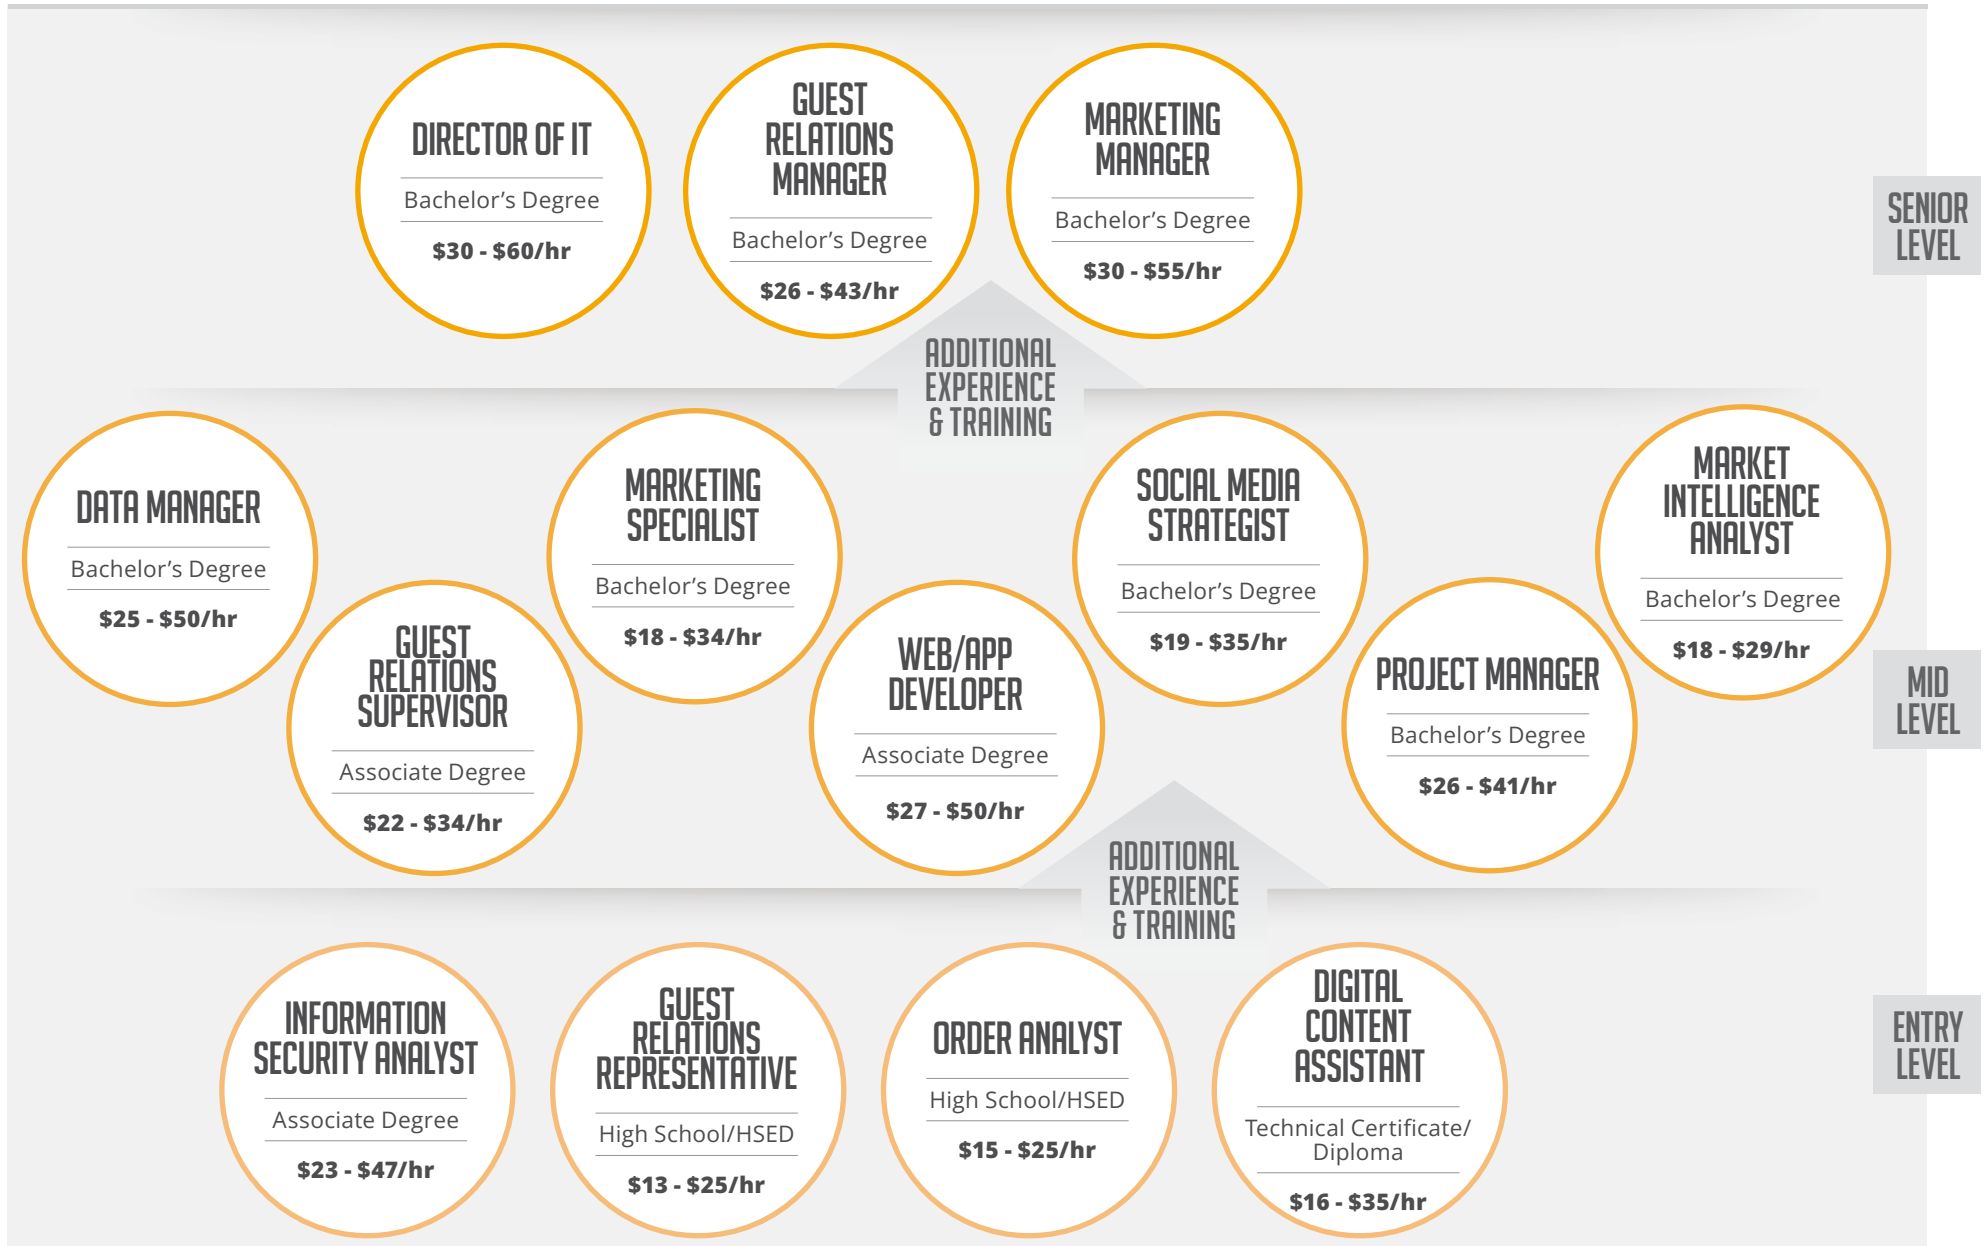 DIRECTOR OF IT
Bachelor's Degree
$30 - $60/hr
GUEST
RELATIONS
MANAGER
Bachelor's Degree
$26 - $43/hr
MARKETING
MANAGER
Bachelor's Degree
$30 - $55/hr
SENIOR
LEVEL
ADDITIONAL
EXPERIENCE
& TRAINING
DATA MANAGER
Bachelor's Degree
$25 - $50/hr
GUEST
RELATIONS
SUPERVISOR
Associate Degree
$22 - $34/hr
MARKETING
SPECIALIST
Bachelor's Degree
$18 - $34/hr
WEB/APP
DEVELOPER
Associate Degree
$27 - $50/hr
SOCIAL MEDIA
STRATEGIST
Bachelor's Degree
$19 - $35/hr
PROJECT MANAGER
Bachelor's Degree
$26 - $41/hr
MARKET
INTELLIGENCE
ANALYST
Bachelor's Degree
$18 - $29/hr
MID
LEVEL
ADDITIONAL
EXPERIENCE
& TRAINING
INFORMATION
SECURITY ANALYST
Associate Degree
$23 - $47/hr
GUEST
RELATIONS
REPRESENTATIVE
High School/HSED
$13 - $25/hr
ORDER ANALYST
High School/HSED
$15 - $25/hr
DIGITAL
CONTENT
ASSISTANT
Technical Certificate/
Diploma
$16 - $35/hr
ENTRY
LEVEL